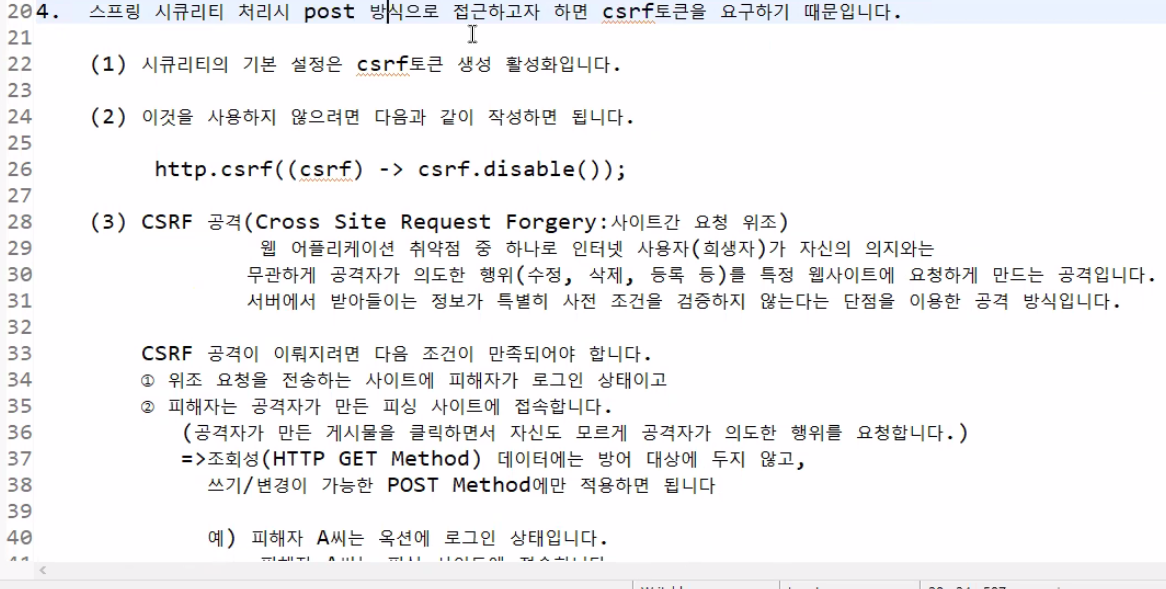 204.   스프링 시큐리티 처리시 post 방식으로 접근하고자 하면 csrf토큰을 요구하기 때문입니다.
21
22   (1) 시큐리티의 기본 설정은 csrf토큰 생성 활성화입니다.
23
24   (2) 이것을 사용하지 않으려면 다음과 같이 작성하면 됩니다.
25
26       http.csrf((csrf) -> csrf.disable());
27
28   (3) CSRF 공격(Cross Site Request Forgery:사이트간 요청 위조)
29       웹 어플리케이션 취약점 중 하나로 인터넷 사용자(희생자)가 자신의 의지와는
30       무관하게 공격자가 의도한 행위(수정, 삭제, 등록 등)를 특정 웹사이트에 요청하게 만드는 공격입니다.
31       서버에서 받아들이는 정보가 특별히 사전 조건을 검증하지 않는다는 단점을 이용한 공격 방식입니다.
32
33       CSRF 공격이 이뤄지려면 다음 조건이 만족되어야 합니다.
34       ① 위조 요청을 전송하는 사이트에 피해자가 로그인 상태이고
35       ② 피해자는 공격자가 만든 피싱 사이트에 접속합니다.
36          (공격자가 만든 게시물을 클릭하면서 자신도 모르게 공격자가 의도한 행위를 요청합니다.)
37          =>조회성(HTTP GET Method) 데이터에는 방어 대상에 두지 않고,
38            쓰기/변경이 가능한 POST Method에만 적용하면 됩니다
39
40            예) 피해자 A씨는 옥션에 로그인 상태입니다.